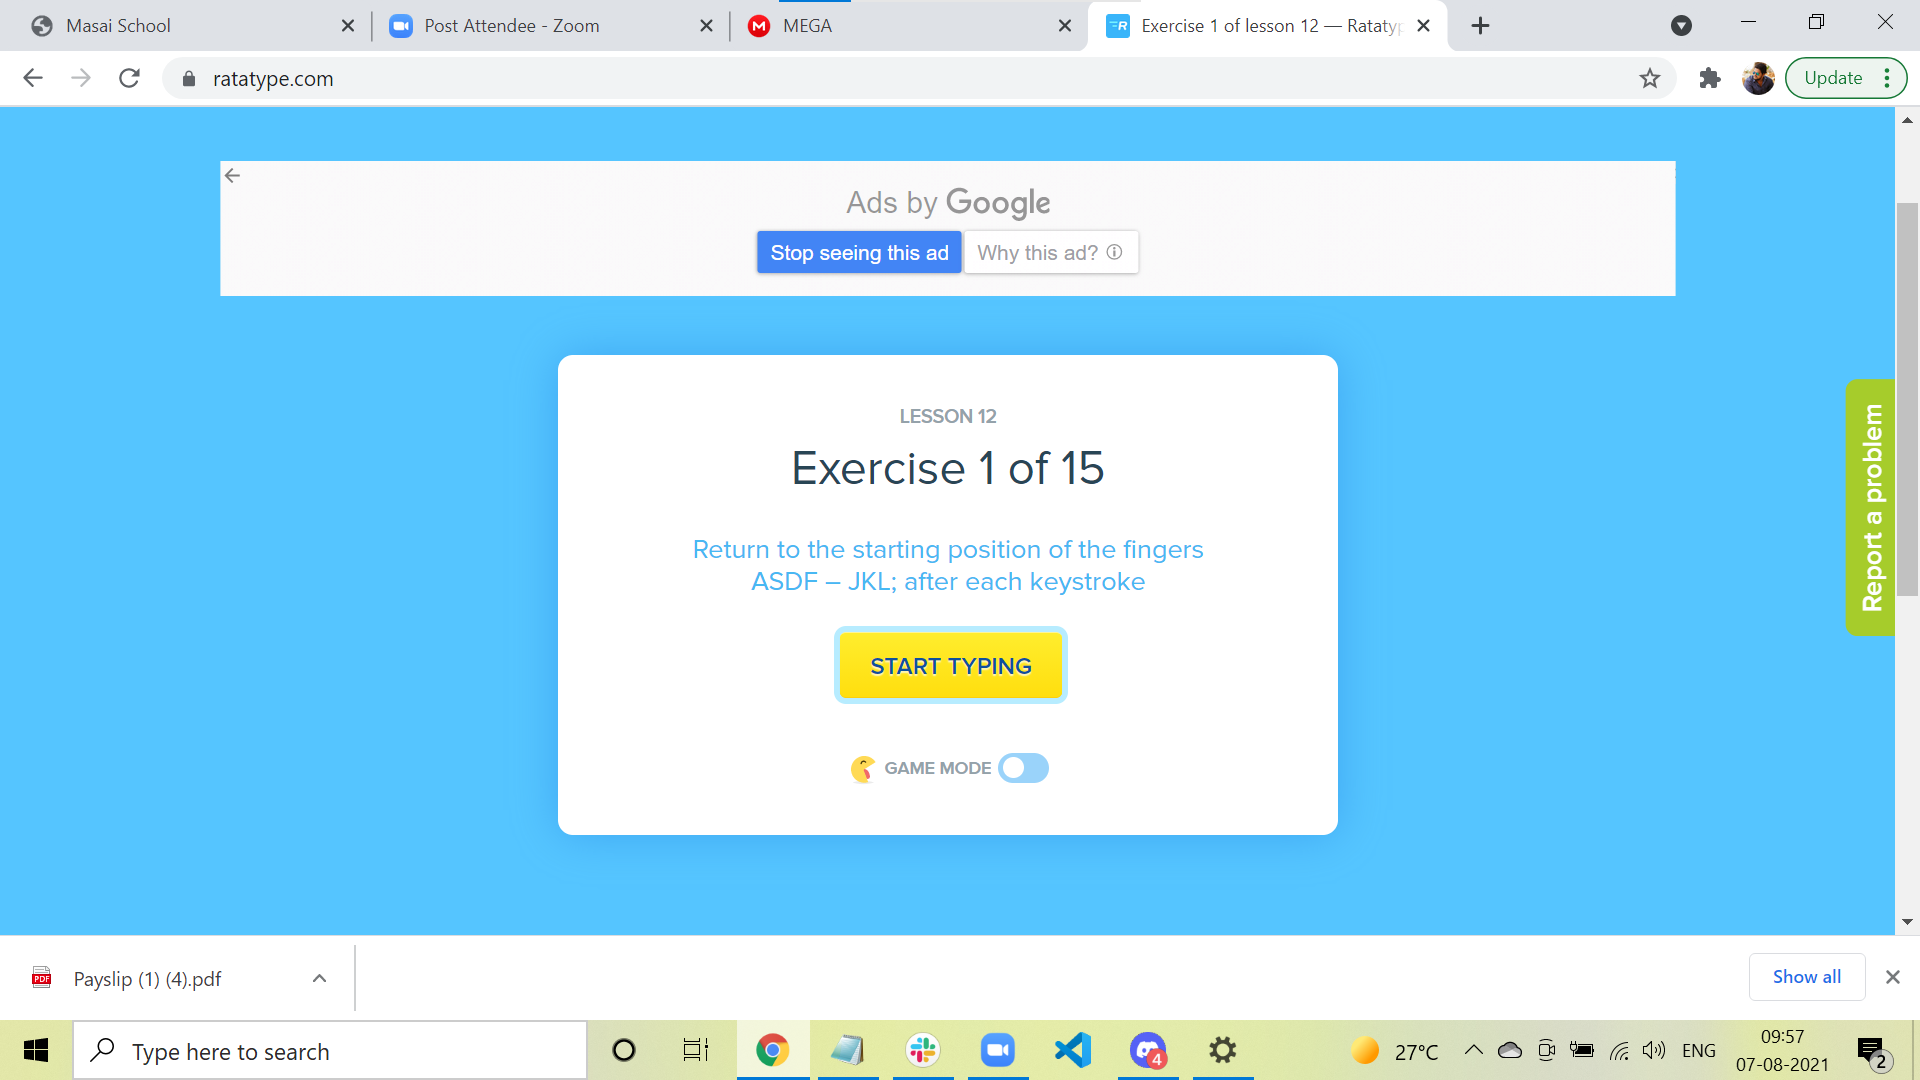 Masai School
Post Attendee - Zoom
MEGA
Exercise 1 of lesson 12 — Ratatyp
ratatype.com
Update
Ads by Google
Stop seeing this ad
Why this ad?
LESSON 12
Exercise 1 of 15
Return to the starting position of the fingers
ASDF – JKL; after each keystroke
START TYPING
GAME MODE
Report a problem
Payslip (1) (4).pdf
Show all
Type here to search
4
27°C
ENG
09:57
07-08-2021
2